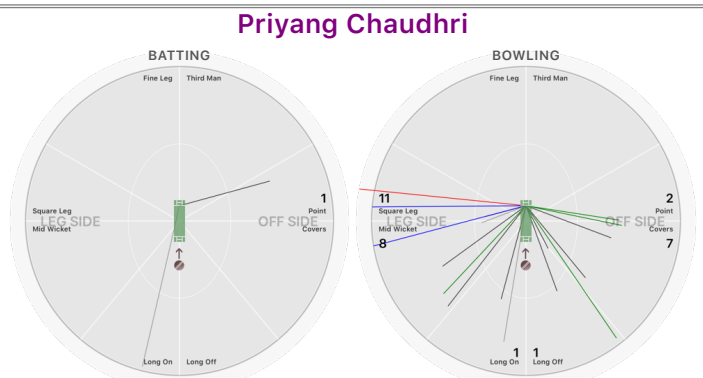 Priyang Chaudhri
BATTING
Fine Leg Third Man
1
Square Leg Point
LEG SIDE OFF SIDE
Mid Wicket Covers
Long On Long Off
BOWLING
Fine Leg Third Man
11 2
Square Leg Point
LEG SIDE OFF SIDE
Mid Wicket Covers
8 7
1 1
Long On Long Off